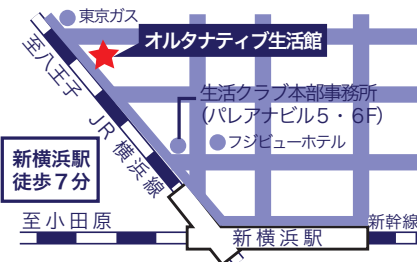 東京ガス
オルタナティブ生活館
至八王子
生活クラブ本部事務所
(パレアナビル5・6F)
フジビューホテル
JR横浜線
新横浜駅
徒歩7分
至小田原
新幹線
新横浜駅